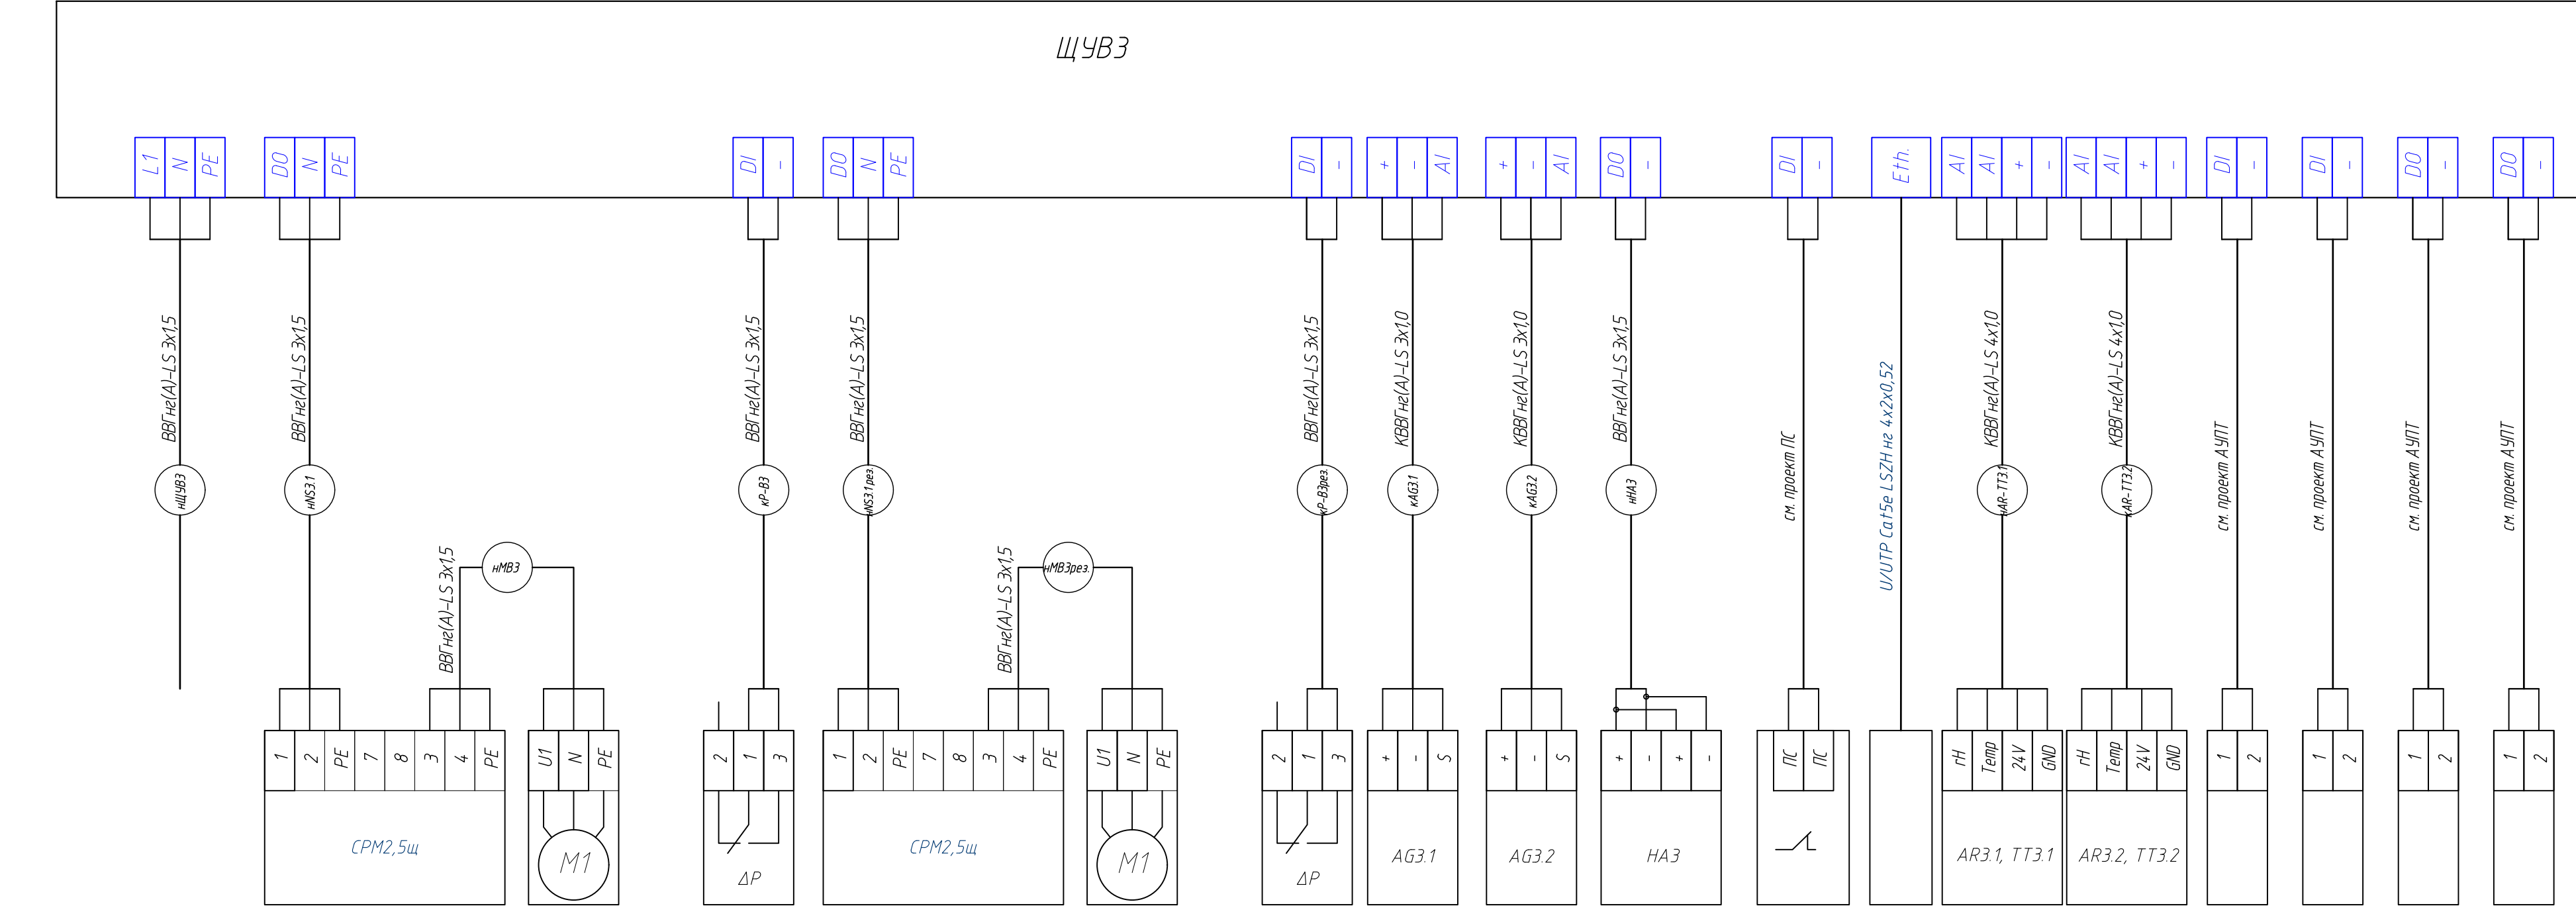 ЩУВ3
L1 N PE
DO N PE
DI -
DO N PE
DI -
+ - AI
+ - AI
DO -
DI -
Eth.
AI AI + -
AI AI + -
DI -
DI -
DO -
DO -
ВВГнг(А)-LS 3х1,5
ВВГнг(А)-LS 3х1,5
ВВГнг(А)-LS 3х1,5
ВВГнг(А)-LS 3х1,5
ВВГнг(А)-LS 3х1,5
КВВГнг(А)-LS 3х1,0
КВВГнг(А)-LS 3х1,0
ВВГнг(А)-LS 3х1,5
см. проект ПС
U/UTP Cat5e LSZH нг 4х2х0,52
КВВГнг(А)-LS 4х1,0
КВВГнг(А)-LS 4х1,0
см. проект АУПТ
см. проект АУПТ
см. проект АУПТ
см. проект АУПТ
нЩУВ3
нNS3.1
кР-В3
нNS3.1рез.
кР-В3рез.
кAG3.1
кAG3.2
нНА3
кAR-TT3.1
кAR-TT3.2
ВВГнг(А)-LS 3х1,5
нМВ3
ВВГнг(А)-LS 3х1,5
нМВ3рез.
1 2 PE 7 8 3 4 PE
U1 N PE
2 1 3
1 2 PE 7 8 3 4 PE
U1 N PE
2 1 3
+ - S
+ - S
+ - + -
ПС ПС
rH Temp 24V GND
rH Temp 24V GND
1 2
1 2
1 2
1 2
СРМ2,5щ
М1
ΔР
СРМ2,5щ
М1
ΔР
AG3.1
AG3.2
НА3
AR3.1, TT3.1
AR3.2, TT3.2